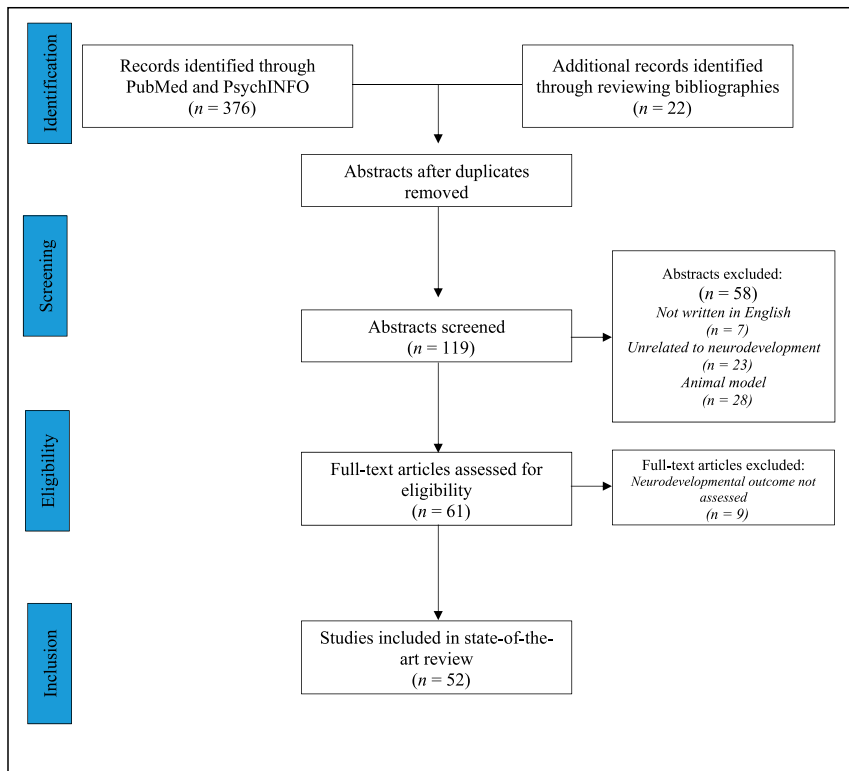 Identification
Records identified through
PubMed and PsychINFO
(n = 376)
Additional records identified
through reviewing bibliographies
(n = 22)
Abstracts after duplicates
removed
Screening
Abstracts screened
(n = 119)
Abstracts excluded:
(n = 58)
Not written in English
(n = 7)
Unrelated to neurodevelopment
(n = 23)
Animal model
(n = 28)
Eligibility
Full-text articles assessed for
eligibility
(n = 61)
Full-text articles excluded:
Neurodevelopmental outcome not
assessed
(n = 9)
Inclusion
Studies included in state-of-the-
art review
(n = 52)